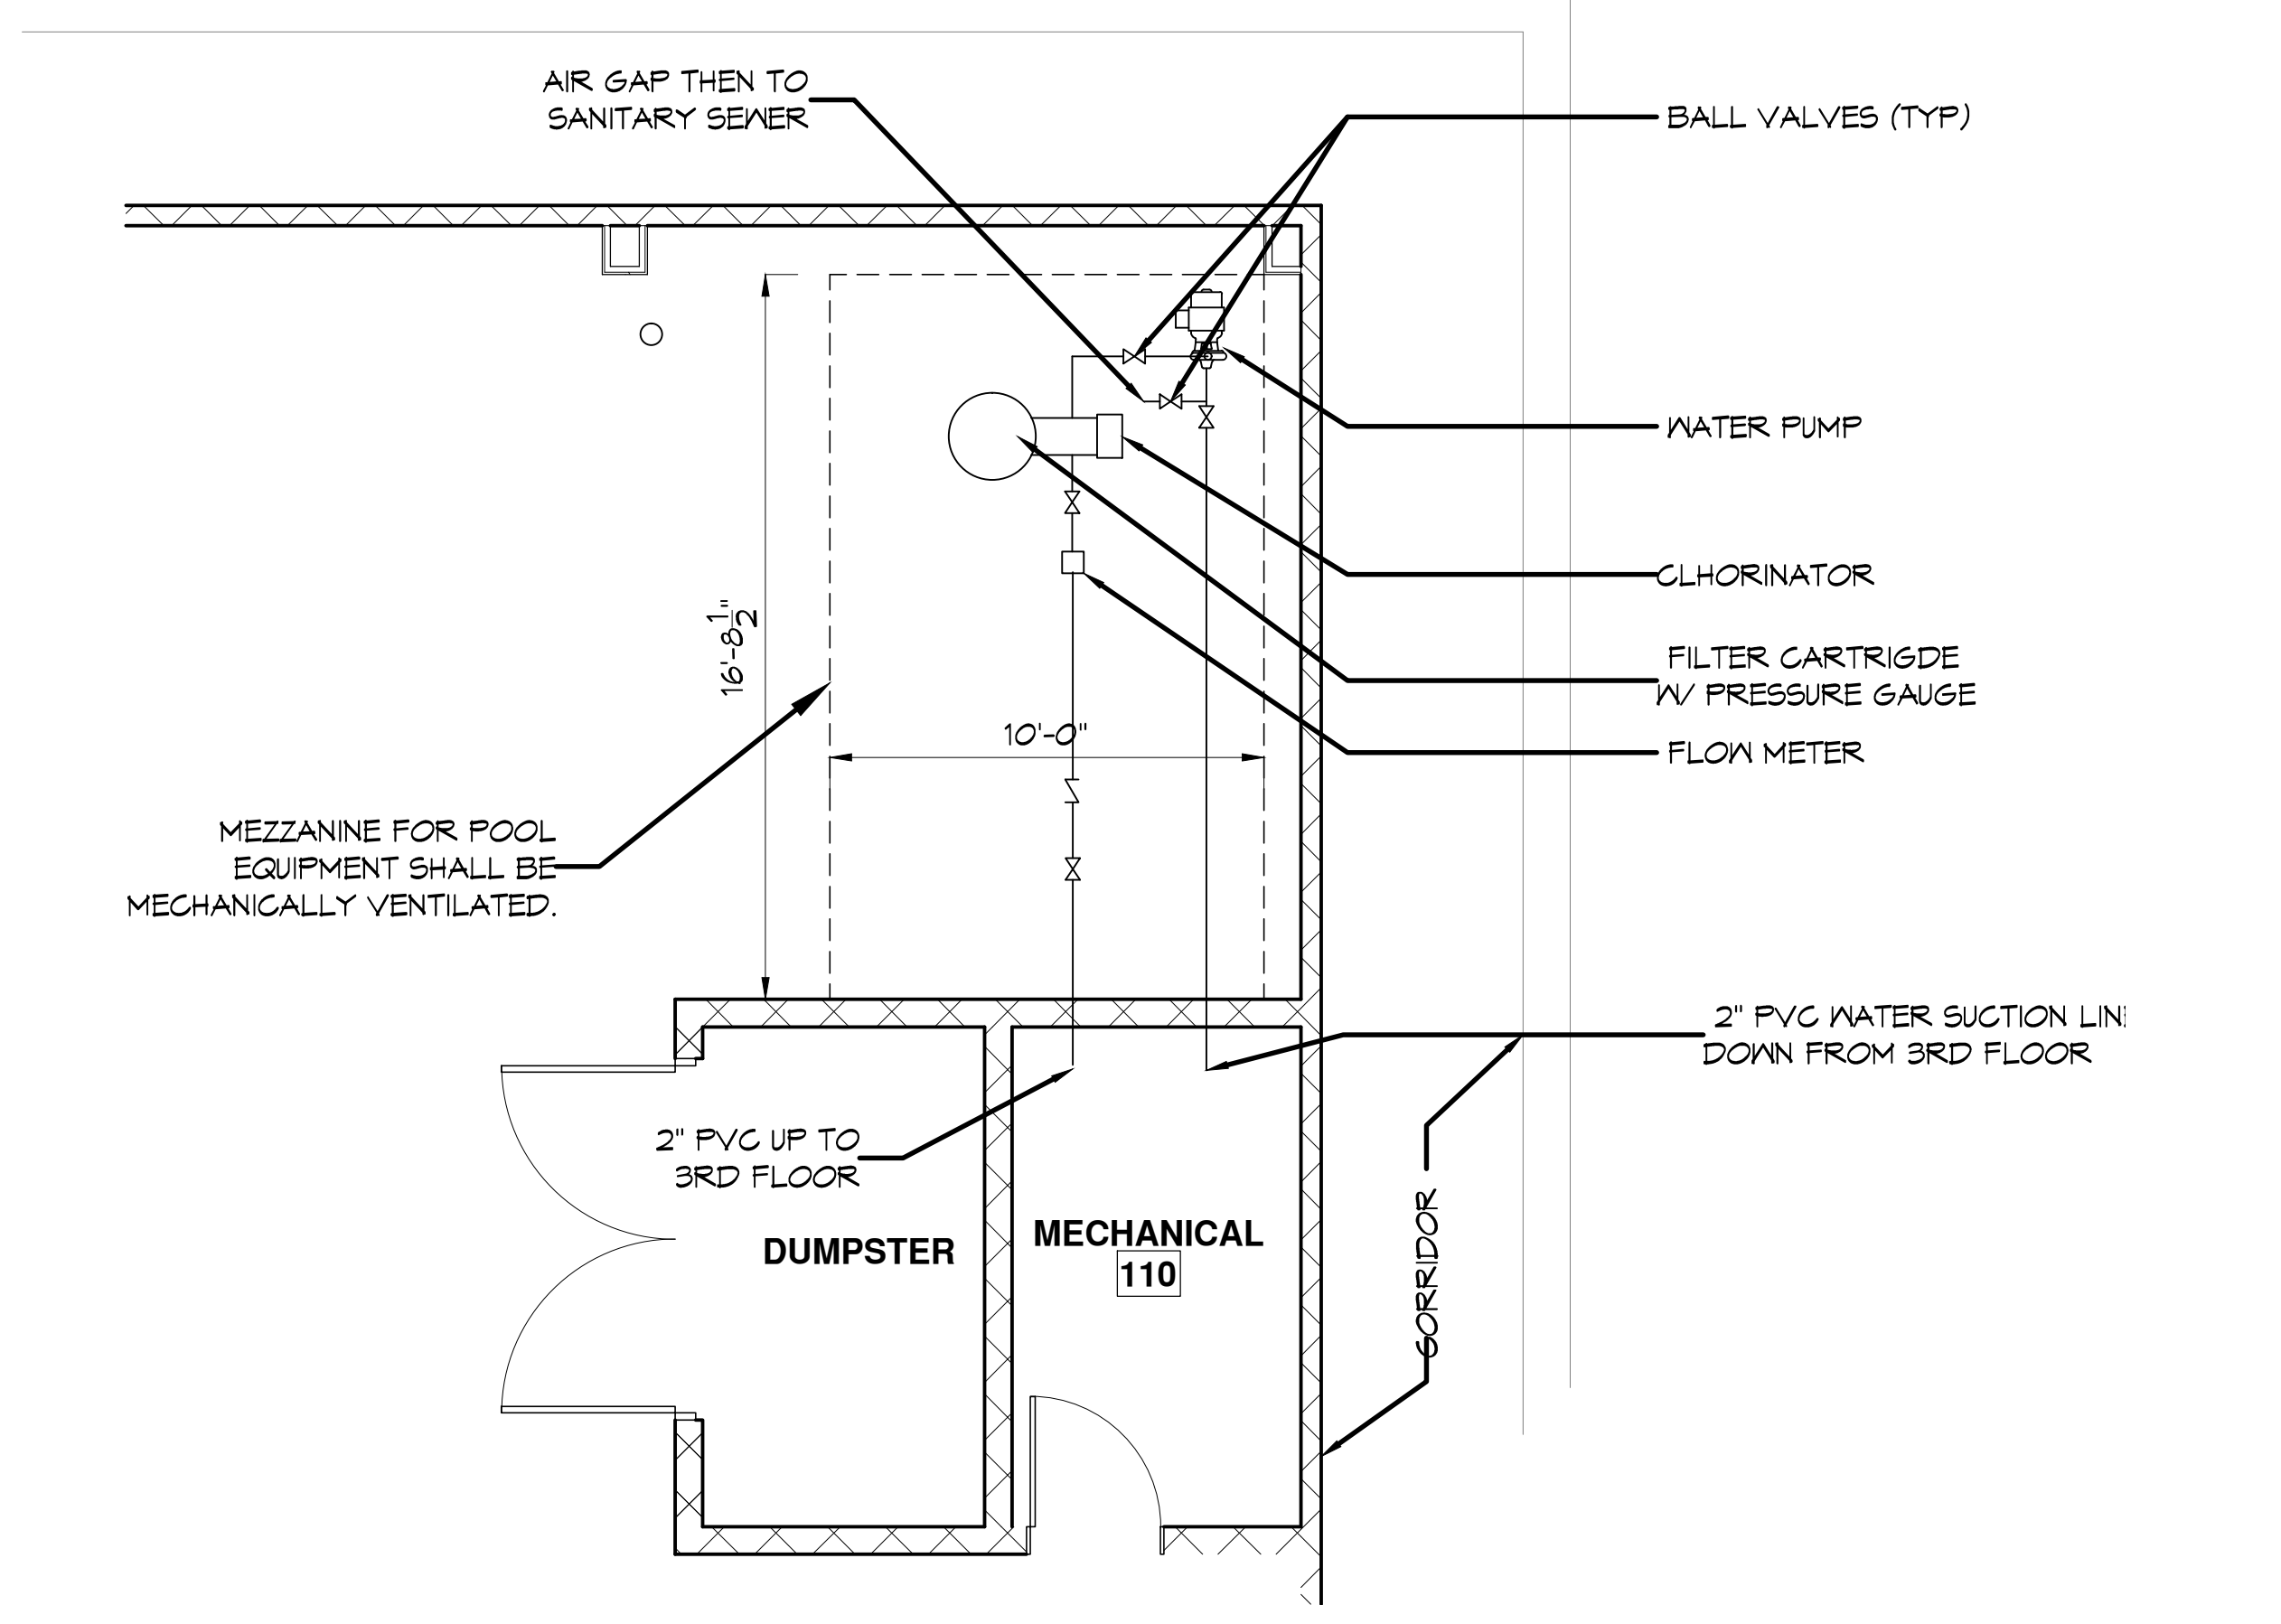 AIR GAP THEN TO
SANITARY SEWER
BALL VALVES (TYP)
WATER PUMP
CLHORINATOR
FILTER CARTRIGDE
W/ PRESSURE GAUGE
FLOW METER
16'-8 1/2"
10'-0"
MEZZANINE FOR POOL
EQUIPMENT SHALL BE
MECHANICALLY VENTILATED.
2" PVC WATER SUCTION LIN
DOWN FROM 3RD FLOOR
2" PVC UP TO
3RD FLOOR
DUMPSTER
MECHANICAL
110
CORRIDOR